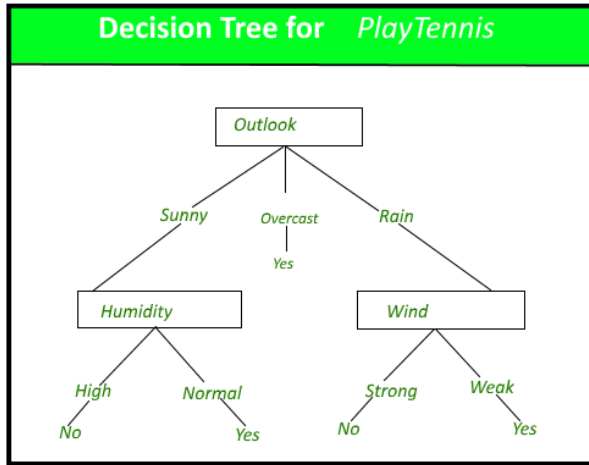 Decision Tree for PlayTennis
Outlook
Sunny
Overcast
Rain
Yes
Humidity
Wind
High
Normal
Strong
Weak
No
Yes
No
Yes